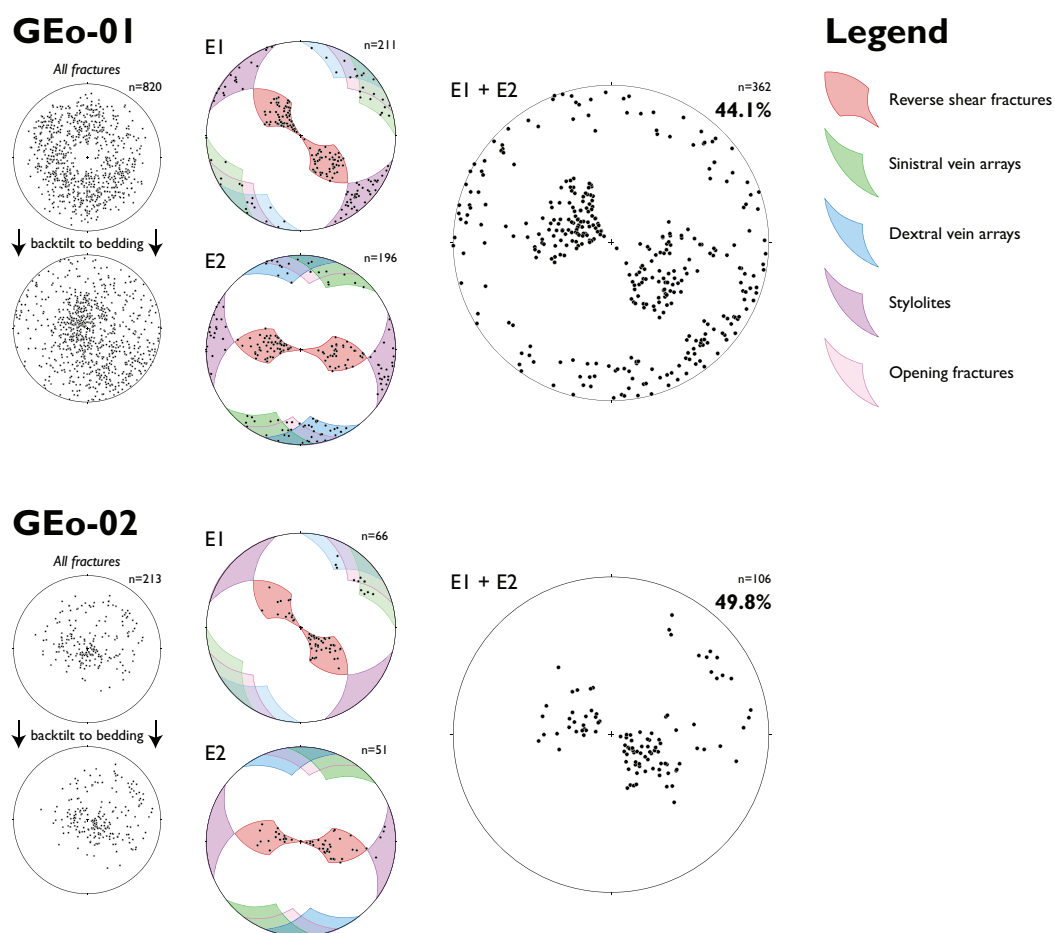 GEo-01
All fractures
n=820
backtilt to bedding
E1
n=211
E2
n=196
E1 + E2
n=362
44.1%
Legend
Reverse shear fractures
Sinistral vein arrays
Dextral vein arrays
Stylolites
Opening fractures
GEo-02
All fractures
n=213
backtilt to bedding
E1
n=66
E2
n=51
E1 + E2
n=106
49.8%